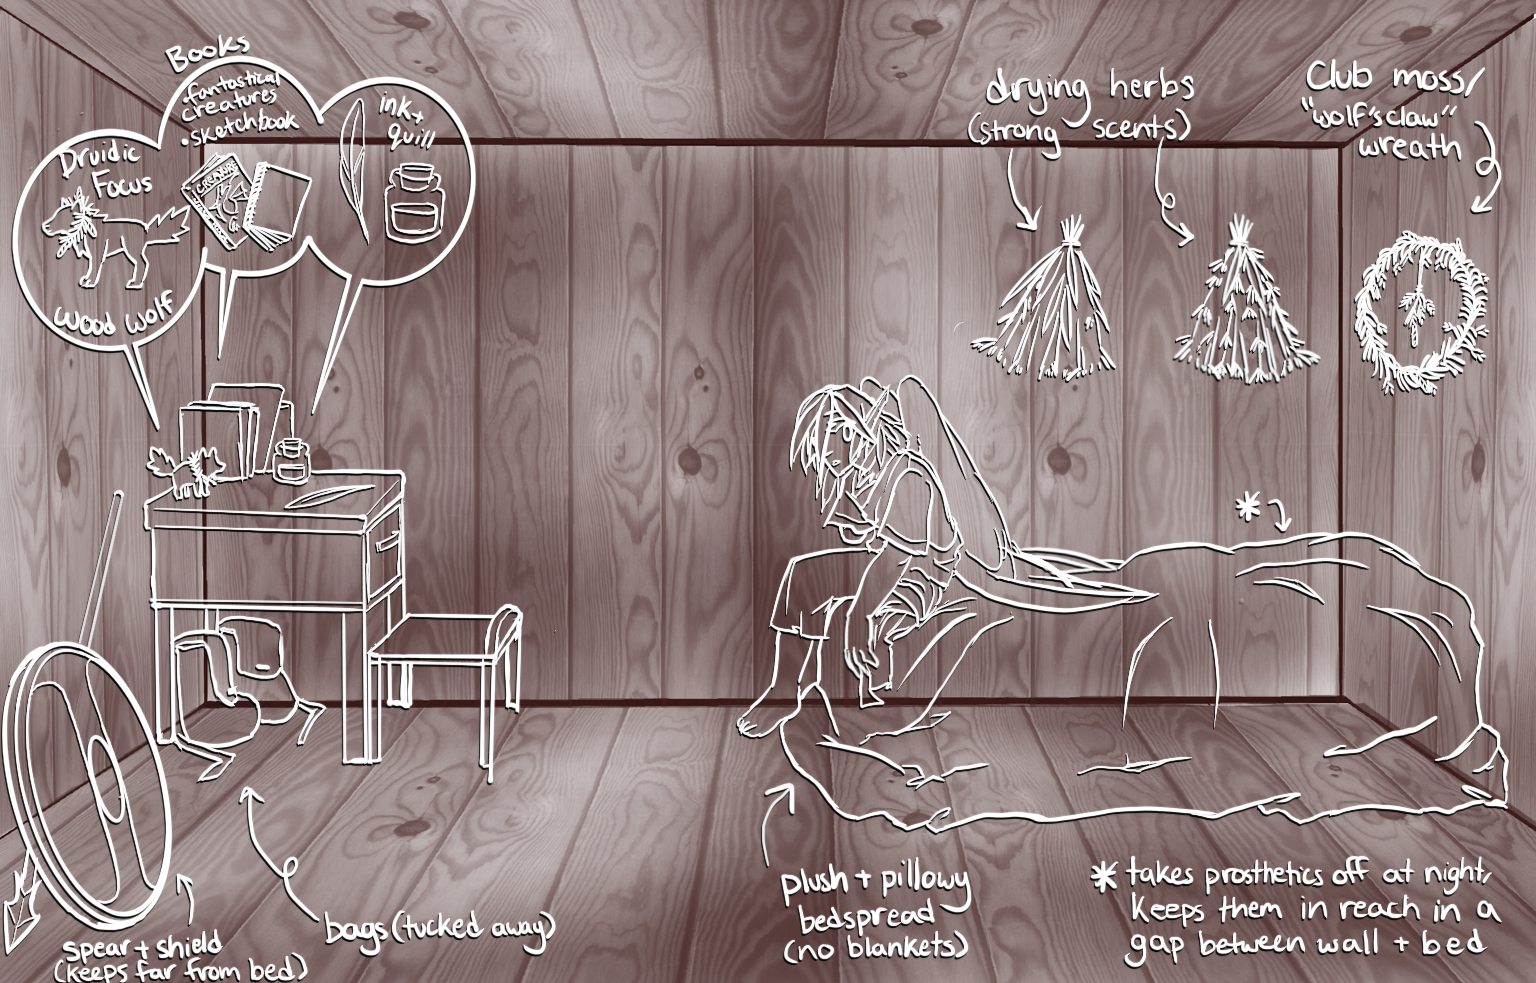 Books
• fantastical
creatures
• sketchbook
ink +
quill
Druidic
Focus
CREATURE
wood wolf
drying herbs
(strong scents)
Club moss/
"wolf's claw"
wreath
*
plush + pillowy
bedspread
(no blankets)
* takes prosthetics off at night,
keeps them in reach in a
gap between wall + bed
bags (tucked away)
spear + shield
(keeps far from bed)